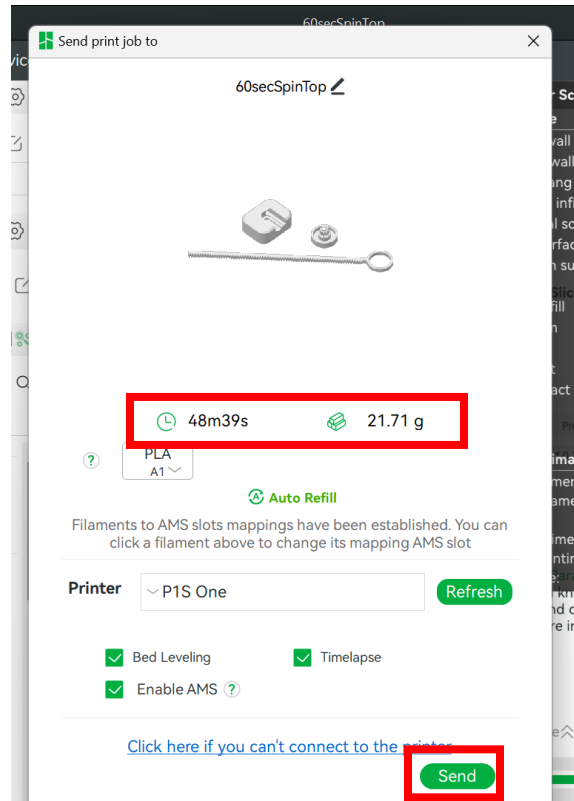 60secSpinTop
Send print job to
60secSpinTop
48m39s 21.71 g
PLA
A1
Auto Refill
Filaments to AMS slots mappings have been established. You can
click a filament above to change its mapping AMS slot
Printer P1S One Refresh
Bed Leveling Timelapse
Enable AMS ?
Click here if you can't connect to the printer
Send